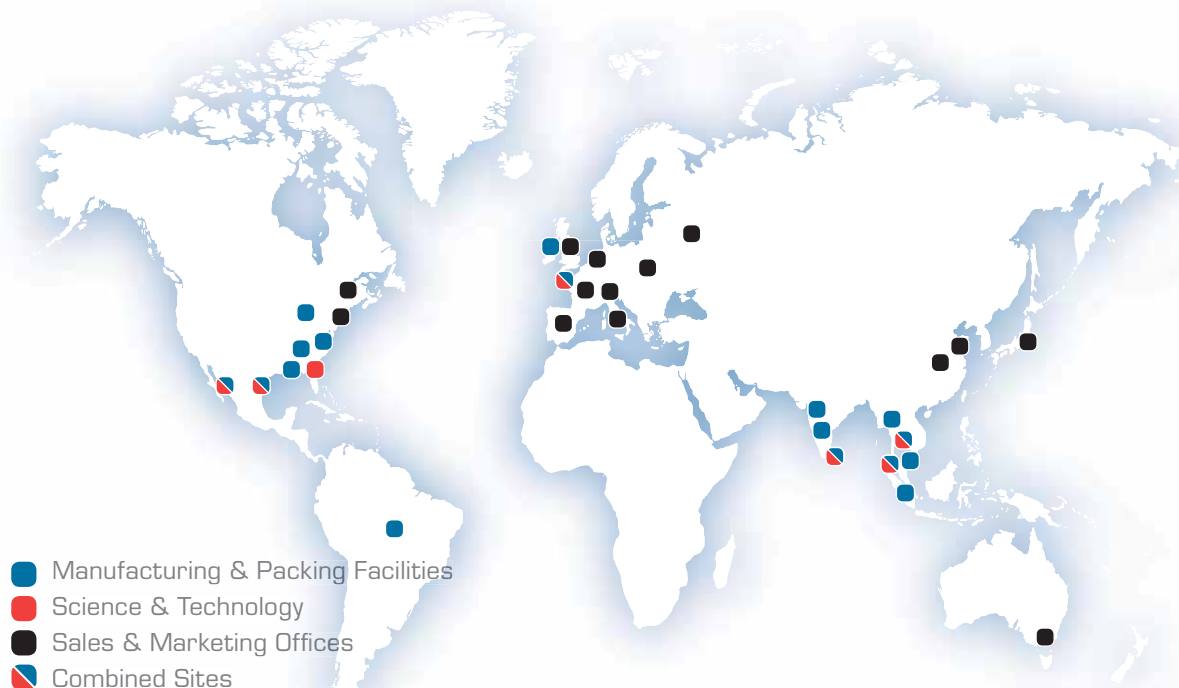 Manufacturing & Packing Facilities
Science & Technology
Sales & Marketing Offices
Combined Sites